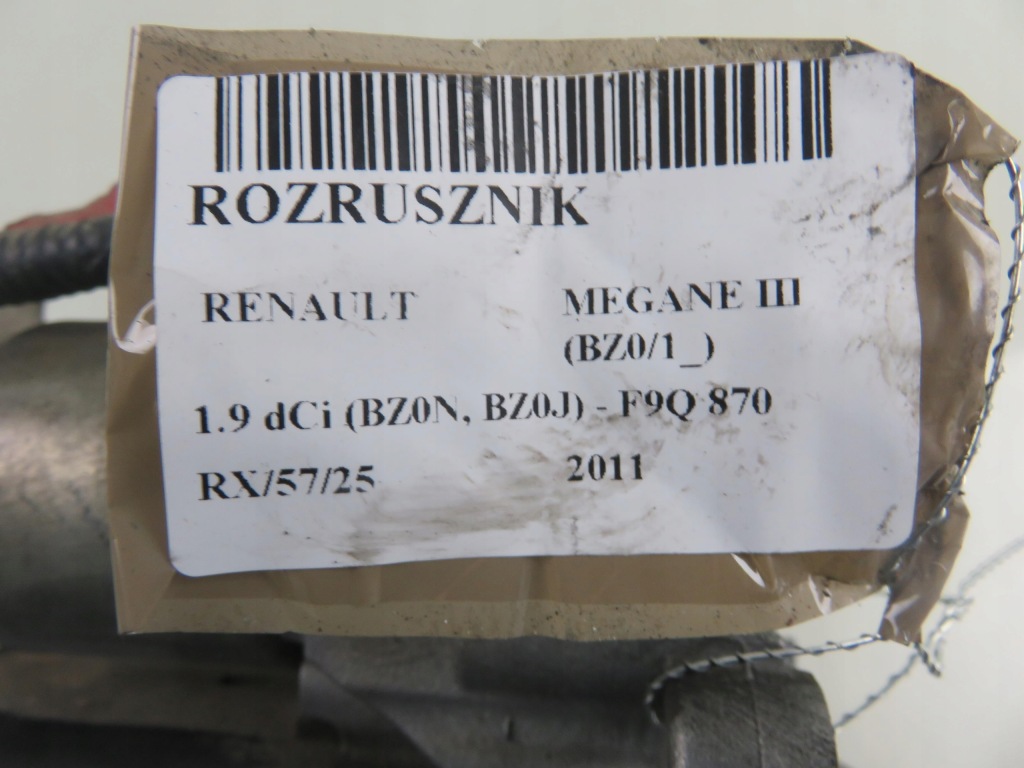 ROZRUSZNIK
RENAULT MEGANE III
(BZ0/1_)
1.9 dCi (BZ0N, BZ0J) - F9Q 870
RX/57/25 2011